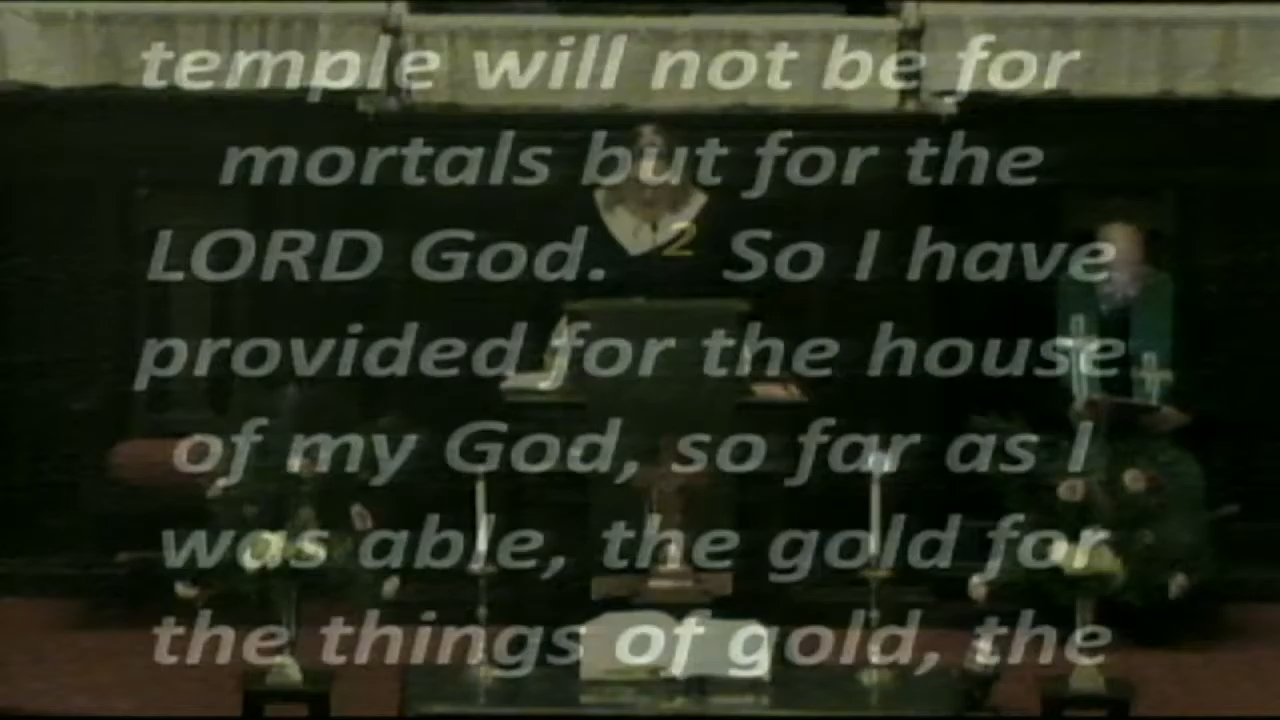 temple will not be for
mortals but for the
LORD God. 2 So I have
provided for the house
of my God, so far as I
was able, the gold for
the things of gold, the